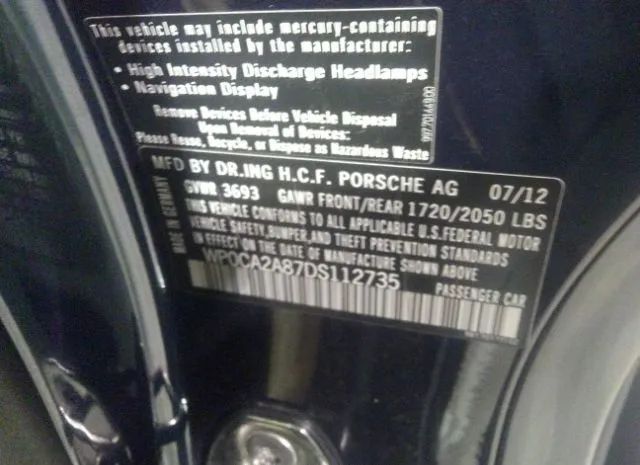 This vehicle may include mercury-containing
devices installed by the manufacturer:
• High Intensity Discharge Headlamps
• Navigation Display
Remove Devices Before Vehicle Disposal
Upon Removal of Devices:
Please Reuse, Recycle, or Dispose as Hazardous Waste
99770164900
MFD BY DR.ING H.C.F. PORSCHE AG 07/12
GVWR 3693 GAWR FRONT/REAR 1720/2050 LBS
THIS VEHICLE CONFORMS TO ALL APPLICABLE U.S.FEDERAL MOTOR
VEHICLE SAFETY,BUMPER,AND THEFT PREVENTION
STANDARDS IN EFFECT ON THE DATE OF
MANUFACTURE SHOWN ABOVE
WP0CA2A87DS112735 PASSENGER CAR
MADE IN GERMANY